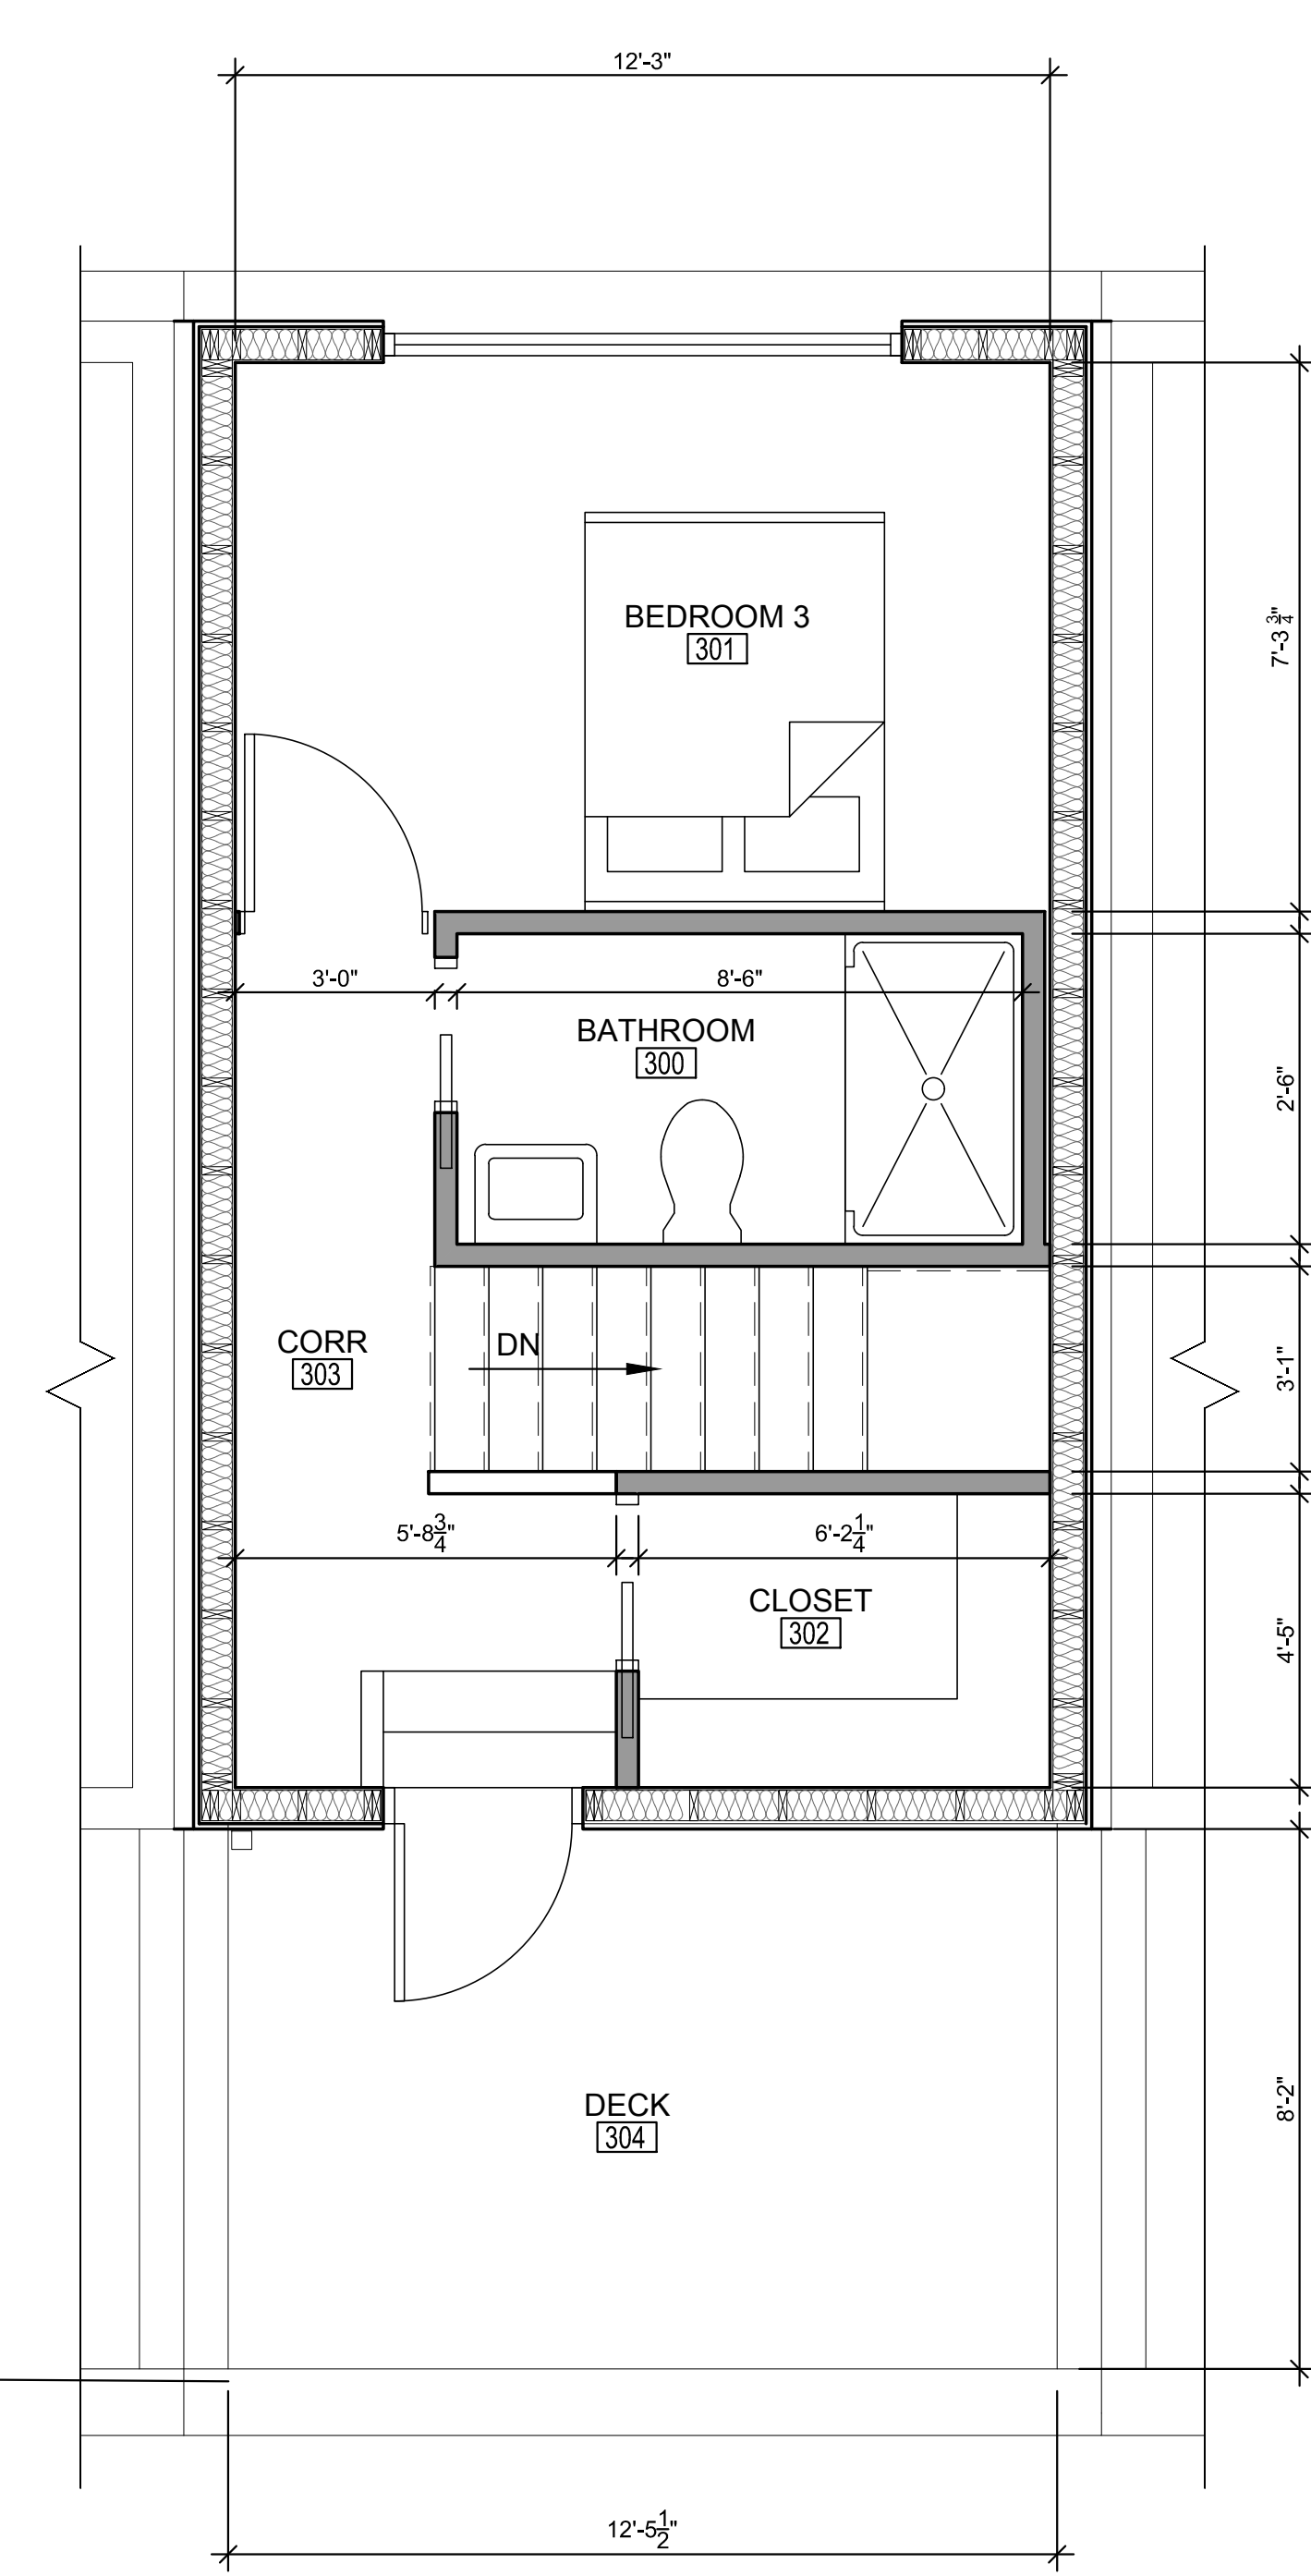 12'-3"
BEDROOM 3
301
7'-3 3/4"
3'-0"
8'-6"
BATHROOM
300
2'-6"
CORR
303
DN
3'-1"
5'-8 3/4"
6'-2 1/4"
CLOSET
302
4'-5"
DECK
304
8'-2"
12'-5 1/2"